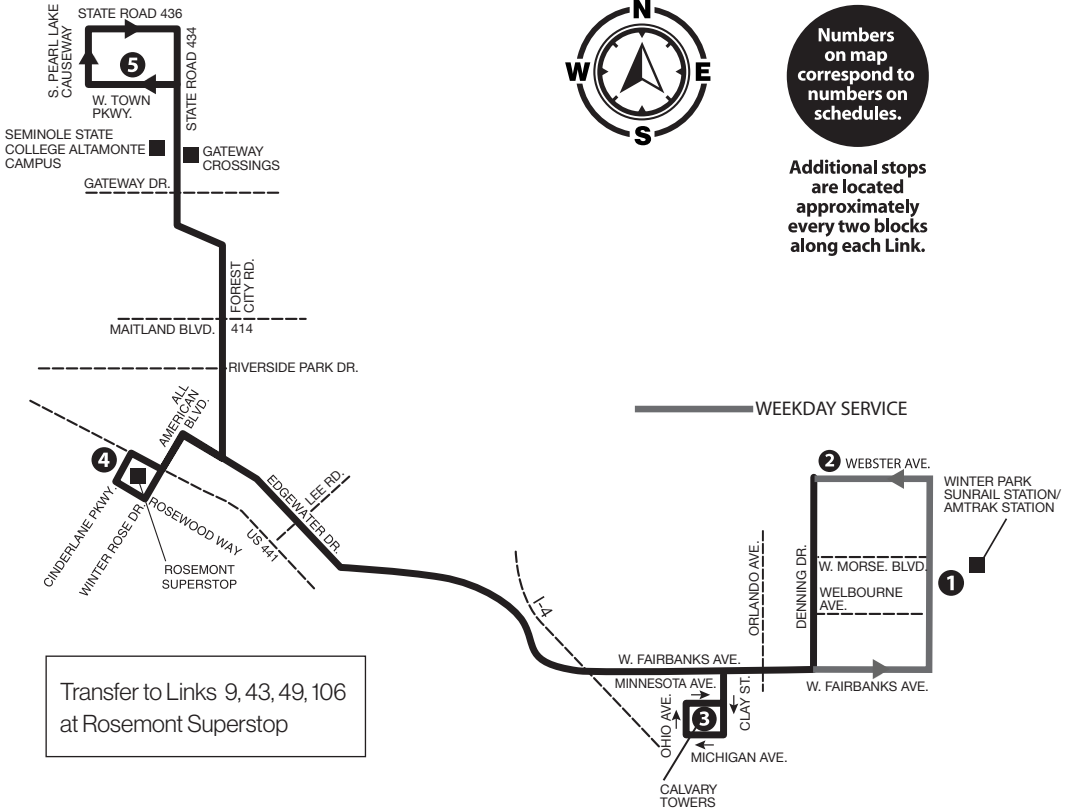 STATE ROAD 436
S. PEARL LAKE
CAUSEWAY
STATE ROAD 434
5
W. TOWN
PKWY.
SEMINOLE STATE
COLLEGE ALTAMONTE
CAMPUS
GATEWAY
CROSSINGS
GATEWAY DR.
FOREST
CITY RD.
MAITLAND BLVD.
414
RIVERSIDE PARK DR.
ALL
AMERICAN
BLVD.
4
CINDERLANE PKWY.
WINTER ROSE DR.
ROSEWOOD WAY
ROSEMONT
SUPERSTOP
US 441
EDGEWATER DR.
LEE RD.
N
W
E
S
Numbers
on map
correspond to
numbers on
schedules.
Additional stops
are located
approximately
every two blocks
along each Link.
WEEKDAY SERVICE
2
WEBSTER AVE.
WINTER PARK
SUNRAIL STATION/
AMTRAK STATION
1
W. MORSE. BLVD.
WELBOURNE
AVE.
DENNING DR.
ORLANDO AVE.
W. FAIRBANKS AVE.
I-4
W. FAIRBANKS AVE.
MINNESOTA AVE.
CLAY ST.
OHIO AVE.
3
MICHIGAN AVE.
CALVARY
TOWERS
Transfer to Links 9, 43, 49, 106
at Rosemont Superstop